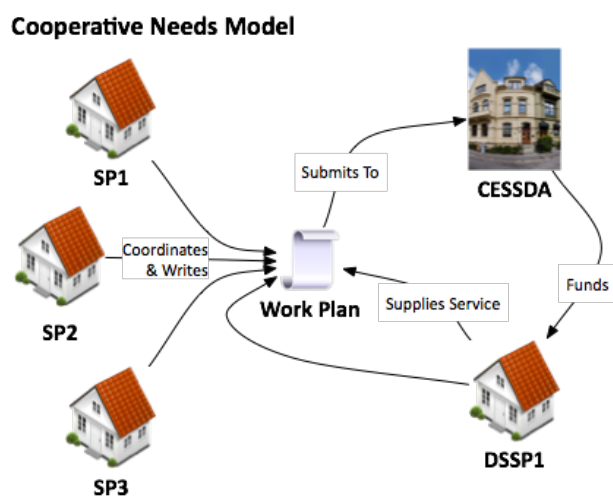 Cooperative Needs Model
SP1
Submits To
CESSDA
Coordinates
& Writes
SP2
Work Plan
Supplies Service
Funds
SP3
DSSP1